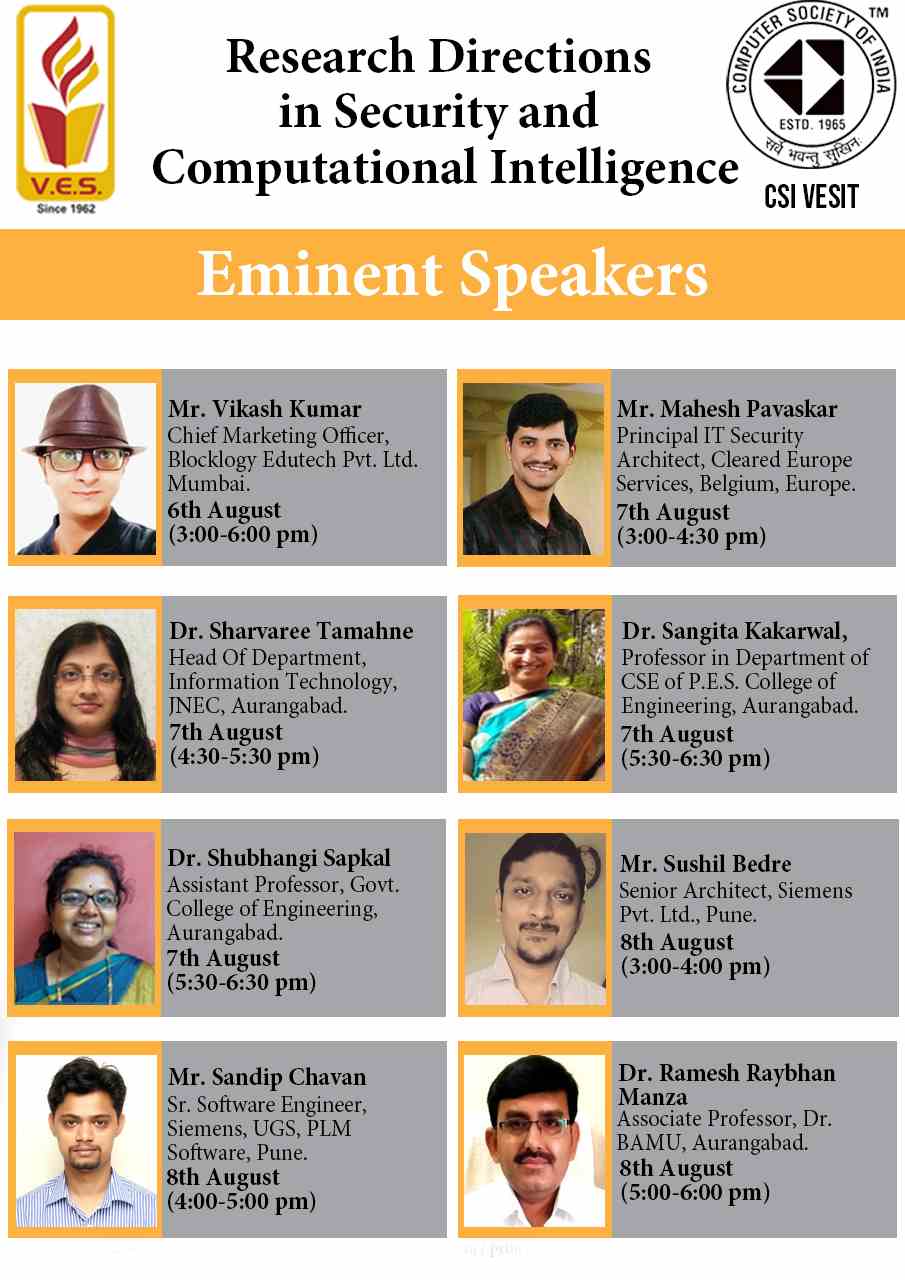 V.E.S.
Since 1962
Research Directions
in Security and
Computational Intelligence
COMPUTER SOCIETY OF INDIA
TM
ESTD. 1965
सर्वे भवन्तु सुखिनः
CSI VESIT
Eminent Speakers
Mr. Vikash Kumar
Chief Marketing Officer,
Blocklogy Edutech Pvt. Ltd.
Mumbai.
6th August
(3:00-6:00 pm)
Mr. Mahesh Pavaskar
Principal IT Security
Architect, Cleared Europe
Services, Belgium, Europe.
7th August
(3:00-4:30 pm)
Dr. Sharvaree Tamahne
Head Of Department,
Information Technology,
JNEC, Aurangabad.
7th August
(4:30-5:30 pm)
Dr. Sangita Kakarwal,
Professor in Department of
CSE of P.E.S. College of
Engineering, Aurangabad.
7th August
(5:30-6:30 pm)
Dr. Shubhangi Sapkal
Assistant Professor, Govt.
College of Engineering,
Aurangabad.
7th August
(5:30-6:30 pm)
Mr. Sushil Bedre
Senior Architect, Siemens
Pvt. Ltd., Pune.
8th August
(3:00-4:00 pm)
Mr. Sandip Chavan
Sr. Software Engineer,
Siemens, UGS, PLM
Software, Pune.
8th August
(4:00-5:00 pm)
Dr. Ramesh Raybhan
Manza
Associate Professor, Dr.
BAMU, Aurangabad.
8th August
(5:00-6:00 pm)